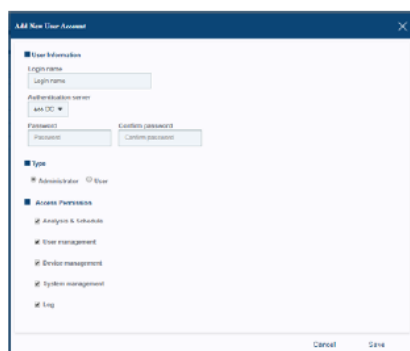 Add New User Account
User Information
Login name
Login name
Authentication server
Password Confirm password
Password Confirm password
Type
Administrator User
Access Permission
Analysis & Schedule
User management
Device management
System management
Log
Cancel Save